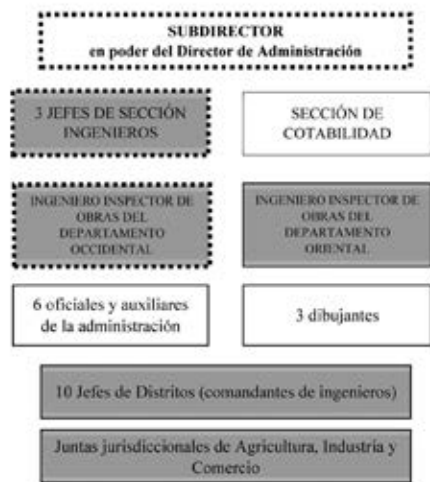 SUBDIRECTOR
en poder del Director de Administración
3 JEFES DE SECCIÓN
INGENIEROS
SECCIÓN DE
COTABILIDAD
INGENIERO INSPECTOR DE
OBRAS DEL
DEPARTAMENTO
OCCIDENTAL
INGENIERO INSPECTOR DE
OBRAS DEL
DEPARTAMENTO
ORIENTAL
6 oficiales y auxiliares
de la administración
3 dibujantes
10 Jefes de Distritos (comandantes de ingenieros)
Juntas jurisdiccionales de Agricultura, Industria y
Comercio